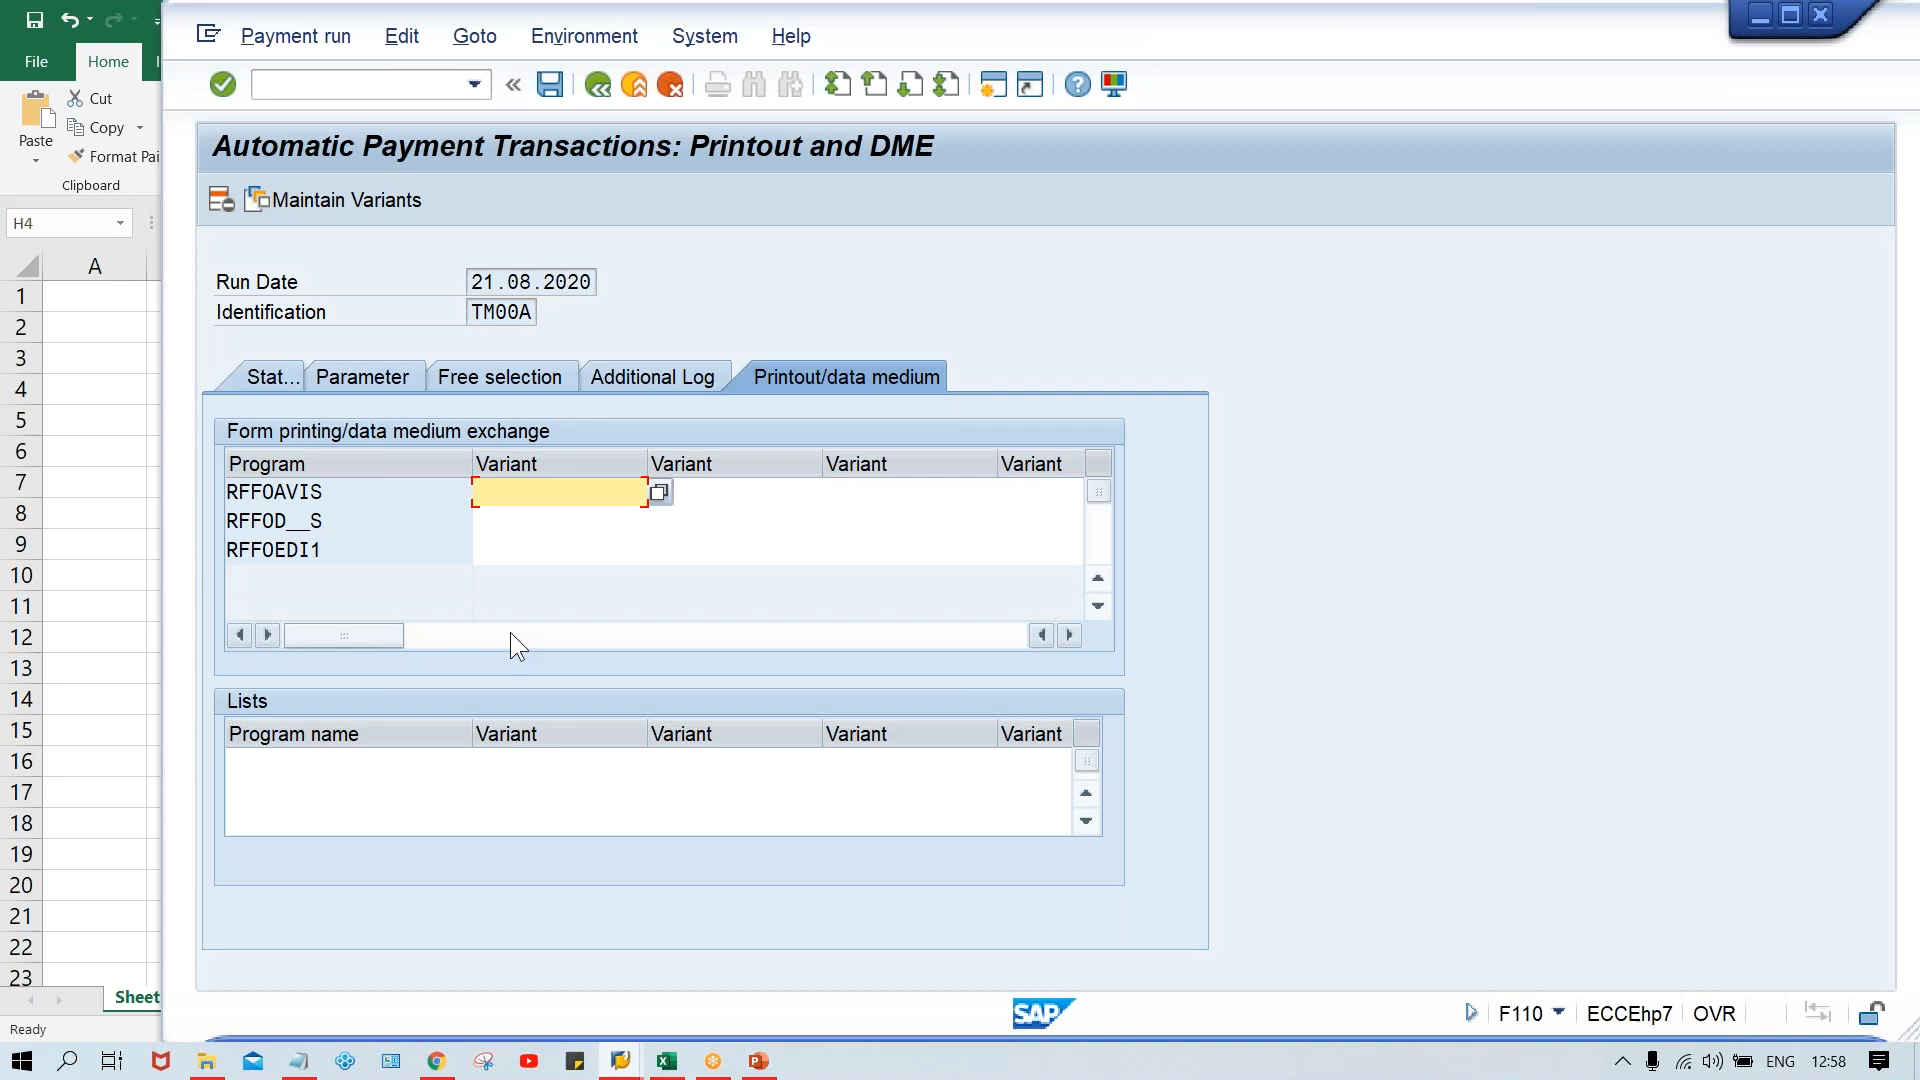 Payment run Edit Goto Environment System Help
File Home
Cut
Copy
Paste
Format Pai
Clipboard
Automatic Payment Transactions: Printout and DME
Maintain Variants
H4
A
Run Date 21.08.2020
Identification TM00A
Stat... Parameter Free selection Additional Log Printout/data medium
Form printing/data medium exchange
Program Variant Variant Variant Variant
RFFOAVIS
RFFOD__S
RFFOEDI1
Lists
Program name Variant Variant Variant Variant
1
2
3
4
5
6
7
8
9
10
11
12
13
14
15
16
17
18
19
20
21
22
23
Sheet
Ready
SAP
F110 ECCEhp7 OVR
ENG 12:58